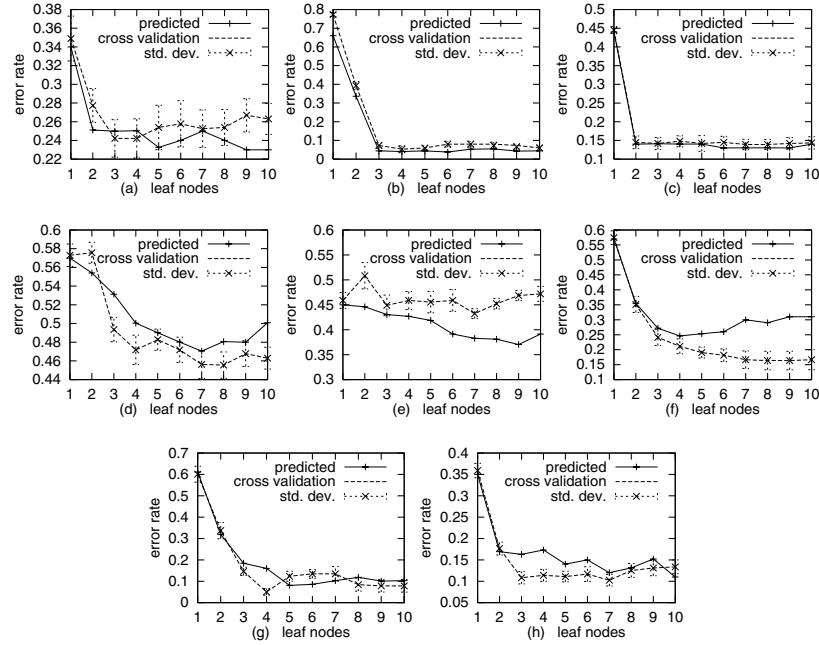 0.38
0.36
0.34
0.32
0.3
0.28
0.26
0.24
0.22
error rate
predicted
cross validation
std. dev.
1 2 3 4 5 6 7 8 9 10
(a) leaf nodes
0.8
0.7
0.6
0.5
0.4
0.3
0.2
0.1
0
error rate
predicted
cross validation
std. dev.
1 2 3 4 5 6 7 8 9 10
(b) leaf nodes
0.5
0.45
0.4
0.35
0.3
0.25
0.2
0.15
0.1
error rate
predicted
cross validation
std. dev.
1 2 3 4 5 6 7 8 9 10
(c) leaf nodes
0.6
0.58
0.56
0.54
0.52
0.5
0.48
0.46
0.44
error rate
predicted
cross validation
std. dev.
1 2 3 4 5 6 7 8 9 10
(d) leaf nodes
0.6
0.55
0.5
0.45
0.4
0.35
0.3
error rate
predicted
cross validation
std. dev.
1 2 3 4 5 6 7 8 9 10
(e) leaf nodes
0.6
0.55
0.5
0.45
0.4
0.35
0.3
0.25
0.2
0.15
0.1
error rate
predicted
cross validation
std. dev.
1 2 3 4 5 6 7 8 9 10
(f) leaf nodes
0.7
0.6
0.5
0.4
0.3
0.2
0.1
0
error rate
predicted
cross validation
std. dev.
1 2 3 4 5 6 7 8 9 10
(g) leaf nodes
0.4
0.35
0.3
0.25
0.2
0.15
0.1
0.05
error rate
predicted
cross validation
std. dev.
1 2 3 4 5 6 7 8 9 10
(h) leaf nodes